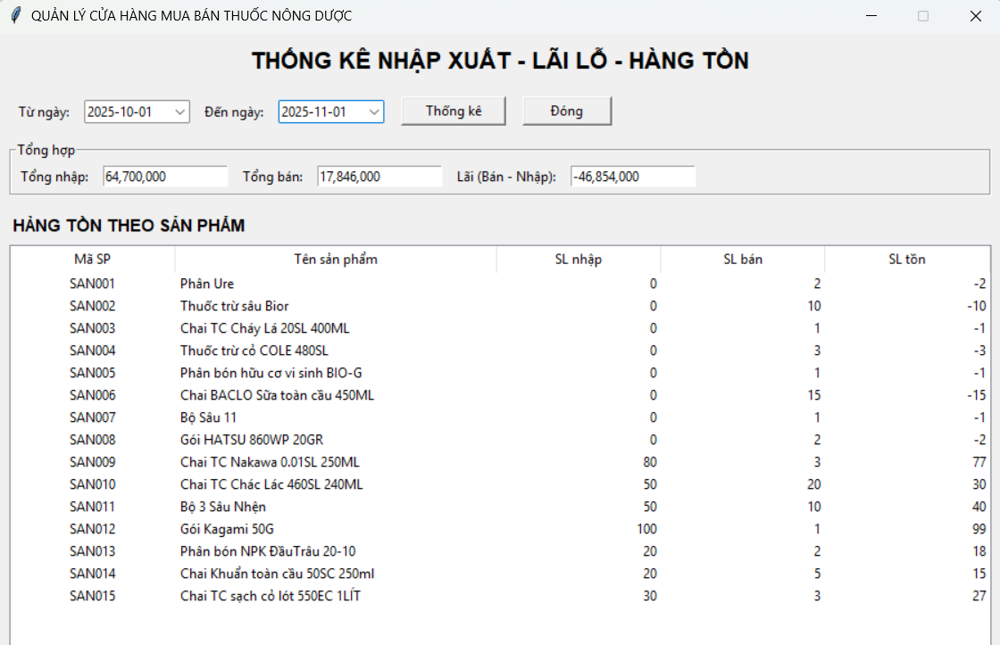 QUẢN LÝ CỬA HÀNG MUA BÁN THUỐC NÔNG DƯỢC
THỐNG KÊ NHẬP XUẤT - LÃI LỖ - HÀNG TỒN
Từ ngày: 2025-10-01 Đến ngày: 2025-11-01 Thống kê Đóng
Tổng hợp
Tổng nhập: 64,700,000 Tổng bán: 17,846,000 Lãi (Bán - Nhập): -46,854,000
HÀNG TỒN THEO SẢN PHẨM
Mã SP Tên sản phẩm SL nhập SL bán SL tồn
SAN001 Phân Ure 0 2 -2
SAN002 Thuốc trừ sâu Bior 0 10 -10
SAN003 Chai TC Cháy Lá 20SL 400ML 0 1 -1
SAN004 Thuốc trừ cỏ COLE 480SL 0 3 -3
SAN005 Phân bón hữu cơ vi sinh BIO-G 0 1 -1
SAN006 Chai BACLO Sữa toàn cầu 450ML 0 15 -15
SAN007 Bộ Sâu 11 0 1 -1
SAN008 Gói HATSU 860WP 20GR 0 2 -2
SAN009 Chai TC Nakawa 0.01SL 250ML 80 3 77
SAN010 Chai TC Chác Lác 460SL 240ML 50 20 30
SAN011 Bộ 3 Sâu Nhện 50 10 40
SAN012 Gói Kagami 50G 100 1 99
SAN013 Phân bón NPK ĐầuTrâu 20-10 20 2 18
SAN014 Chai Khuẩn toàn cầu 50SC 250ml 20 5 15
SAN015 Chai TC sạch cỏ lót 550EC 1LÍT 30 3 27